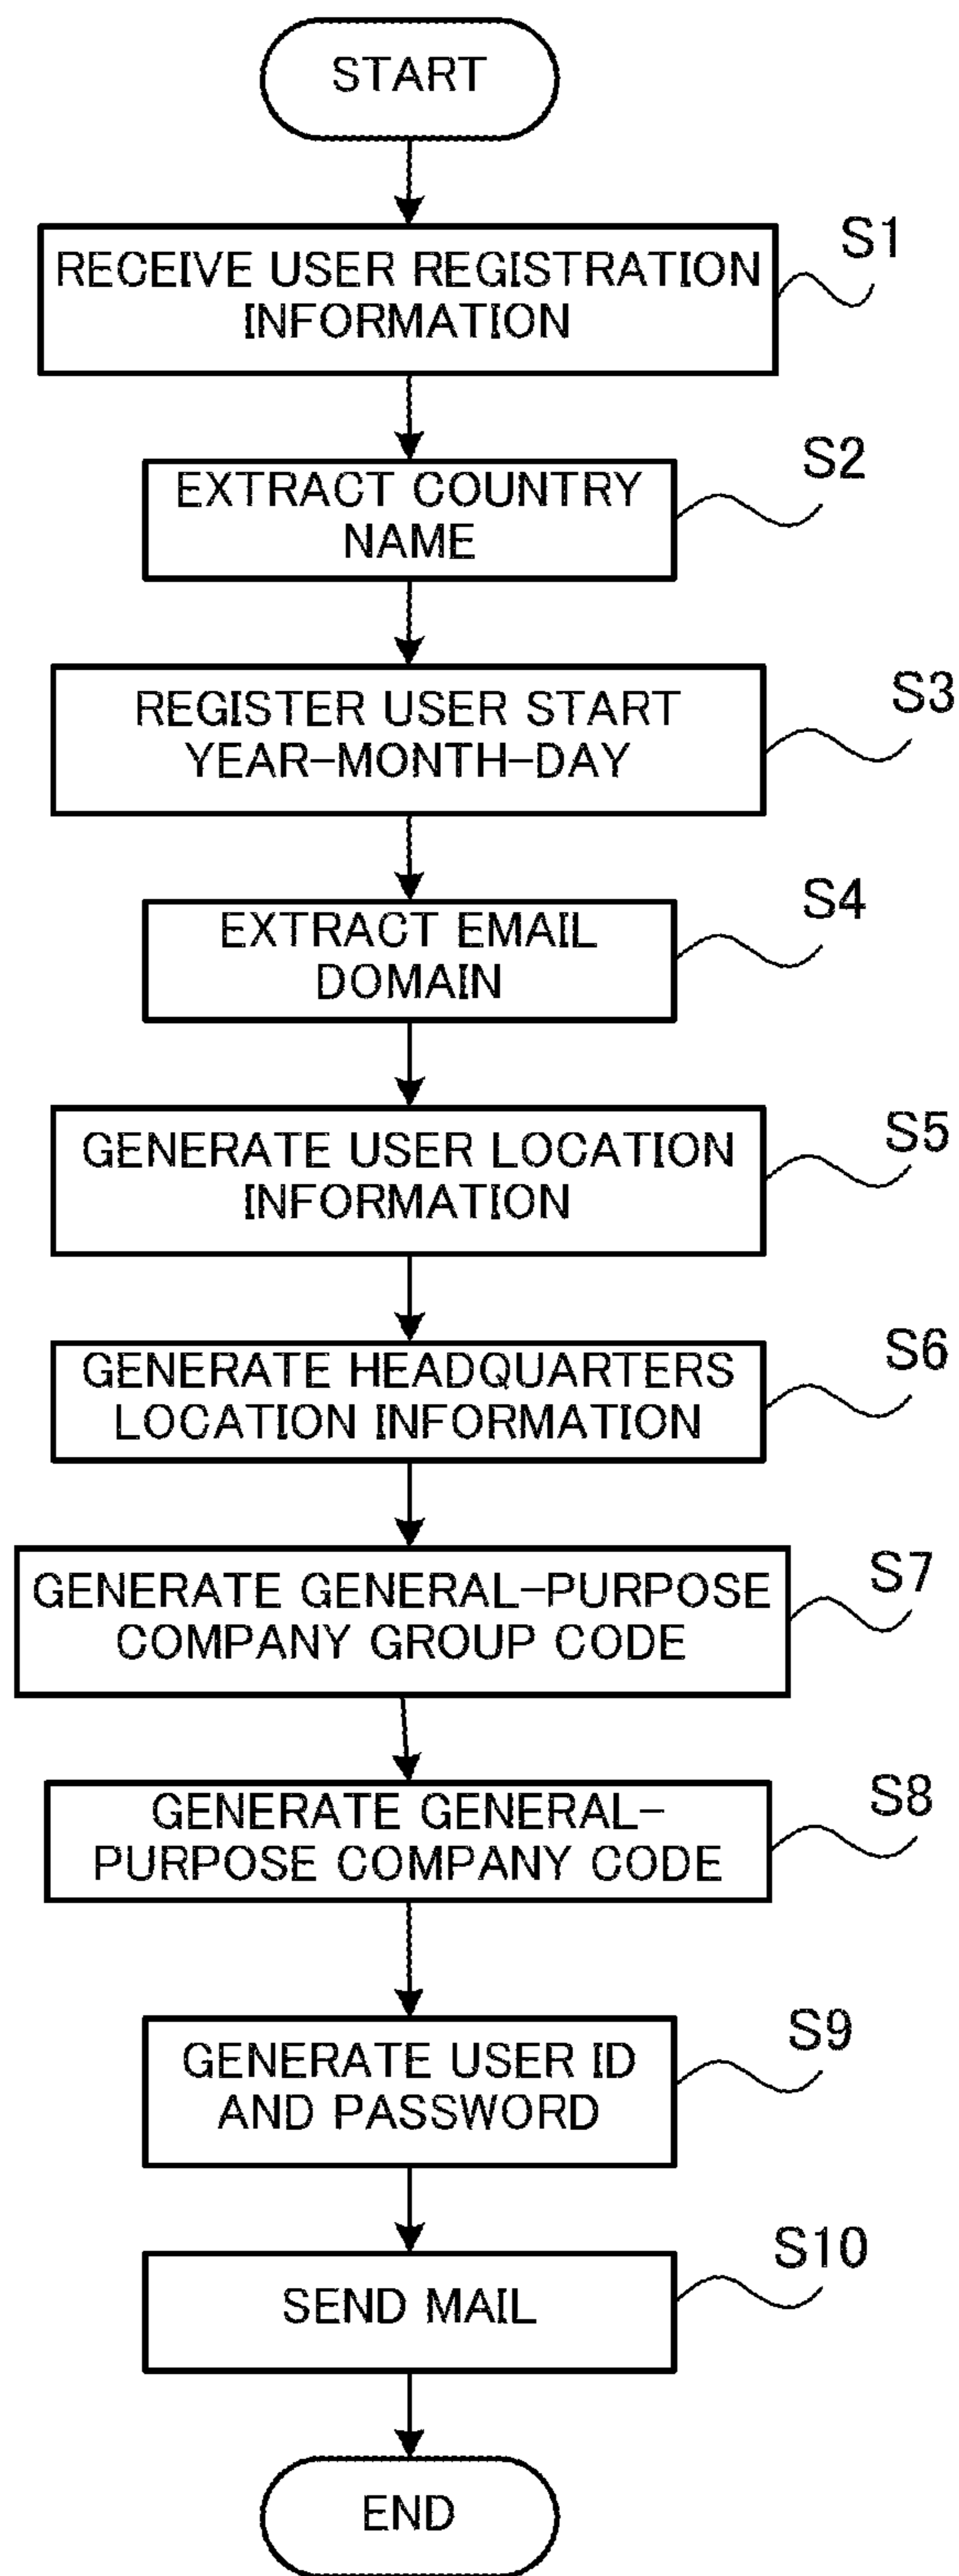 START
RECEIVE USER REGISTRATION
INFORMATION
S1
EXTRACT COUNTRY
NAME
S2
REGISTER USER START
YEAR-MONTH-DAY
S3
EXTRACT EMAIL
DOMAIN
S4
GENERATE USER LOCATION
INFORMATION
S5
GENERATE HEADQUARTERS
LOCATION INFORMATION
S6
GENERATE GENERAL-PURPOSE
COMPANY GROUP CODE
S7
GENERATE GENERAL-
PURPOSE COMPANY CODE
S8
GENERATE USER ID
AND PASSWORD
S9
SEND MAIL
S10
END